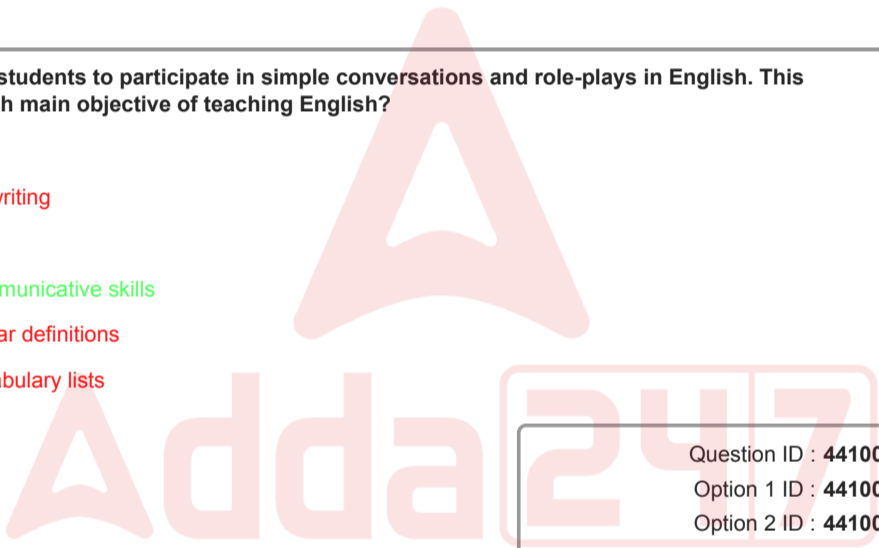 students to participate in simple conversations and role-plays in English. This
h main objective of teaching English?
riting
municative skills
ar definitions
bulary lists
Adda247
Question ID : 44100
Option 1 ID : 44100
Option 2 ID : 44100